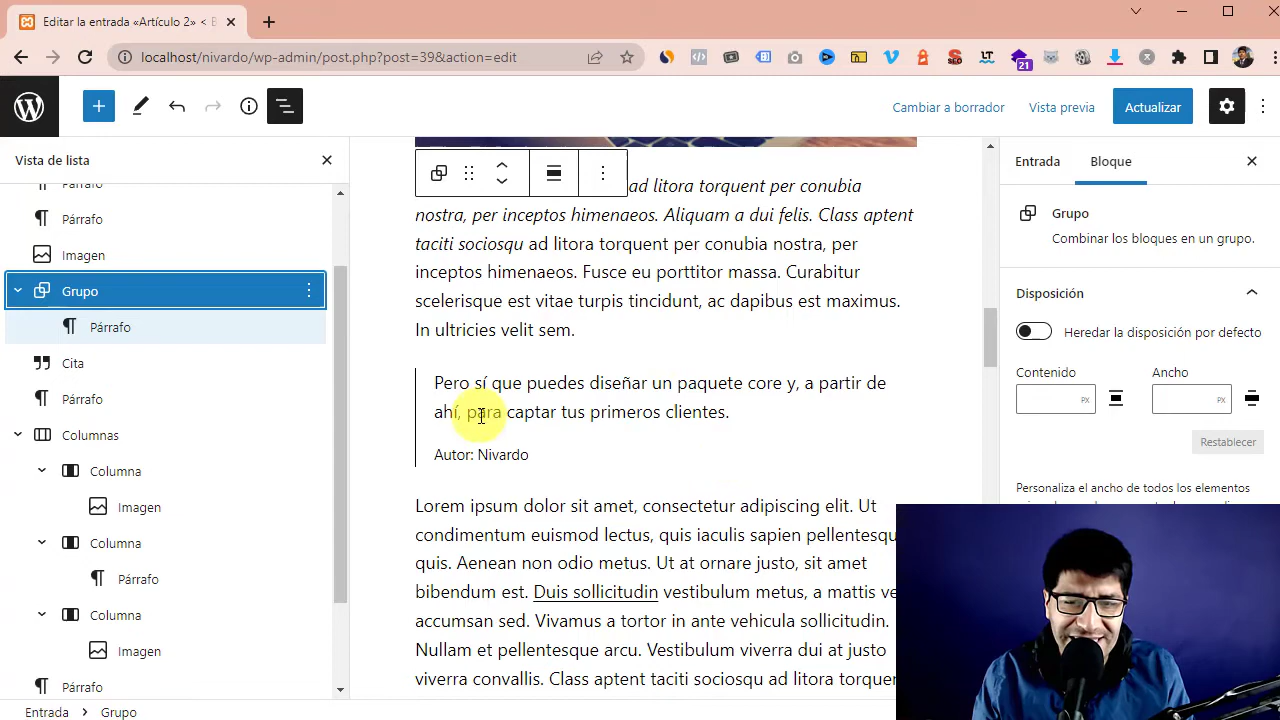 Editar la entrada «Artículo 2» < B
localhost/nivardo/wp-admin/post.php?post=39&action=edit
21
Cambiar a borrador
Vista previa
Actualizar
Vista de lista
Párrafo
Párrafo
Imagen
Grupo
Párrafo
Cita
Párrafo
Columnas
Columna
Imagen
Columna
Párrafo
Columna
Imagen
Párrafo
Entrada
Grupo
ad litora torquent per conubia
nostra, per inceptos himenaeos. Aliquam a dui felis. Class aptent
taciti sociosqu ad litora torquent per conubia nostra, per
inceptos himenaeos. Fusce eu porttitor massa. Curabitur
scelerisque est vitae turpis tincidunt, ac dapibus est maximus.
In ultricies velit sem.
Pero sí que puedes diseñar un paquete core y, a partir de
ahí, para captar tus primeros clientes.
Autor: Nivardo
Lorem ipsum dolor sit amet, consectetur adipiscing elit. Ut
condimentum euismod lectus, quis iaculis sapien pellentesqu
quis. Aenean non odio metus. Ut at ornare justo, sit amet
bibendum est. Duis sollicitudin vestibulum metus, a mattis ve
accumsan sed. Vivamus a tortor in ante vehicula sollicitudin.
Nullam et pellentesque arcu. Vestibulum viverra dui at justo
viverra convallis. Class aptent taciti sociosqu ad litora torquen
Entrada
Bloque
Grupo
Combinar los bloques en un grupo.
Disposición
Heredar la disposición por defecto
Contenido
Ancho
PX
PX
Restablecer
Personaliza el ancho de todos los elementos